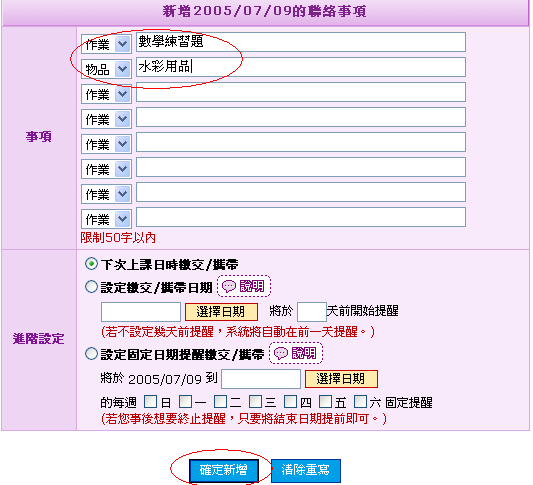 新增2005/07/09的聯絡事項
作業 數學練習題
物品 水彩用品
作業
作業
作業
作業
作業
作業
事項
限制50字以內
下次上課日時繳交/攜帶
設定繳交/攜帶日期 說明
選擇日期 將於 天前開始提醒
(若不設定幾天前提醒，系統將自動在前一天提醒。)
進階設定
設定固定日期提醒繳交/攜帶 說明
將於 2005/07/09 到 選擇日期
的每週 日 一 二 三 四 五 六 固定提醒
(若您事後想要終止提醒，只要將結束日期提前即可。)
確定新增 清除重寫